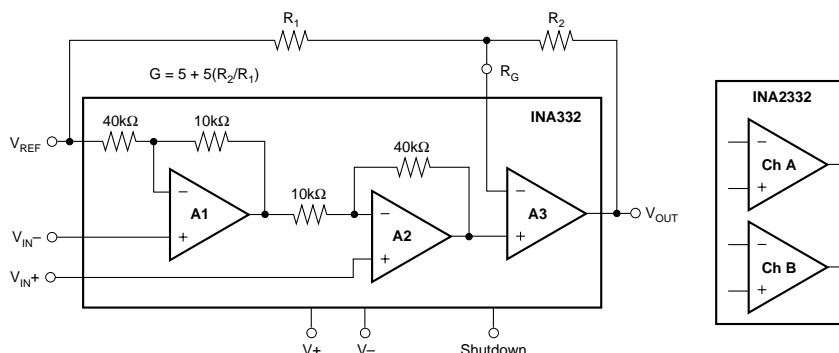 R1
R2
G = 5 + 5(R2/R1)
RG
INA332
INA2332
40kΩ
10kΩ
VREF
40kΩ
–
Ch A
+
–
A1
+
10kΩ
–
A2
+
–
A3
+
VOUT
VIN–
VIN+
–
Ch B
+
V+
V–
Shutdown